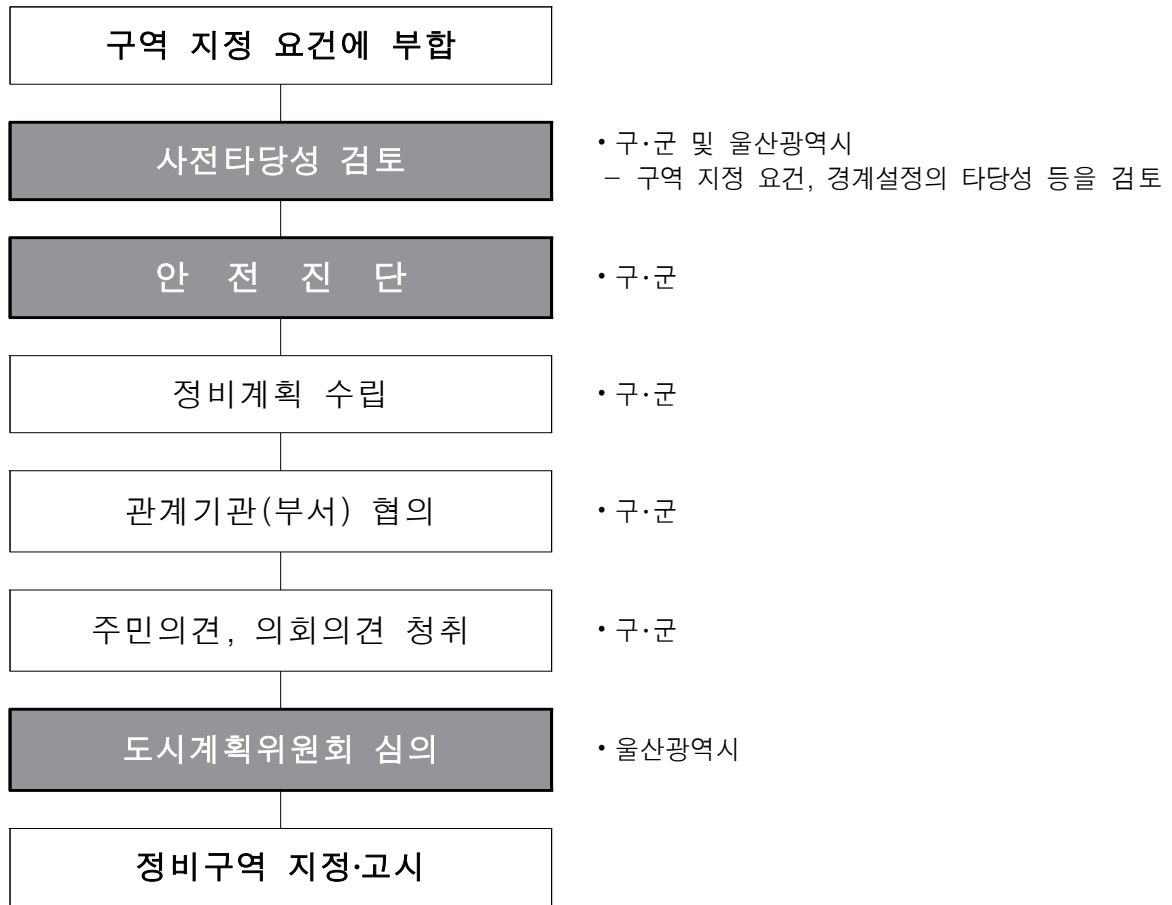 구역 지정 요건에 부합
사전타당성 검토
•구·군 및 울산광역시
– 구역 지정 요건, 경계설정의 타당성 등을 검토
안 전 진 단
•구·군
정비계획 수립
•구·군
관계기관(부서) 협의
•구·군
주민의견, 의회의견 청취
•구·군
도시계획위원회 심의
•울산광역시
정비구역 지정·고시